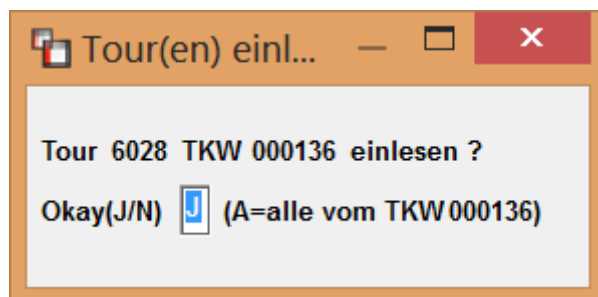 Tour(en) einl...
Tour 6028 TKW 000136 einlesen ?
Okay(J/N) J (A=alle vom TKW 000136)